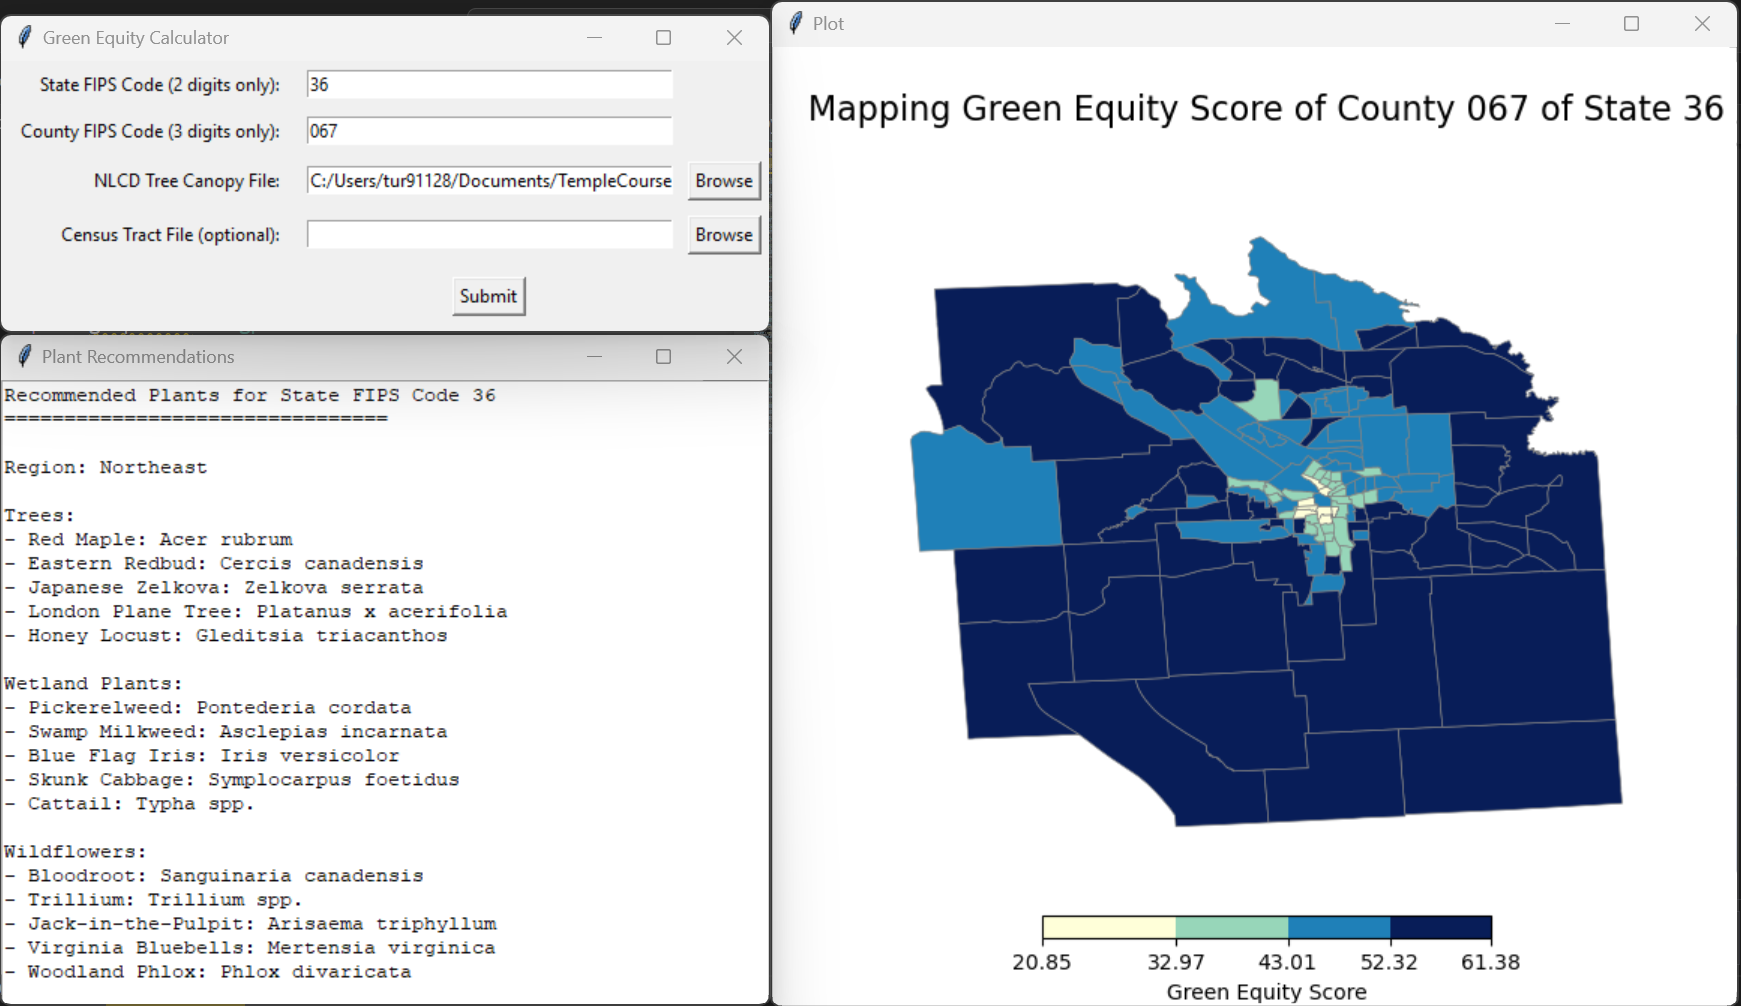 Green Equity Calculator
State FIPS Code (2 digits only): 36
County FIPS Code (3 digits only): 067
NLCD Tree Canopy File: C:/Users/tur91128/Documents/TempleCourse Browse
Census Tract File (optional): Browse
Submit
Plant Recommendations
Recommended Plants for State FIPS Code 36
================================
Region: Northeast
Trees:
- Red Maple: Acer rubrum
- Eastern Redbud: Cercis canadensis
- Japanese Zelkova: Zelkova serrata
- London Plane Tree: Platanus x acerifolia
- Honey Locust: Gleditsia triacanthos
Wetland Plants:
- Pickerelweed: Pontederia cordata
- Swamp Milkweed: Asclepias incarnata
- Blue Flag Iris: Iris versicolor
- Skunk Cabbage: Symplocarpus foetidus
- Cattail: Typha spp.
Wildflowers:
- Bloodroot: Sanguinaria canadensis
- Trillium: Trillium spp.
- Jack-in-the-Pulpit: Arisaema triphyllum
- Virginia Bluebells: Mertensia virginica
- Woodland Phlox: Phlox divaricata
Plot
Mapping Green Equity Score of County 067 of State 36
20.85 32.97 43.01 52.32 61.38
Green Equity Score